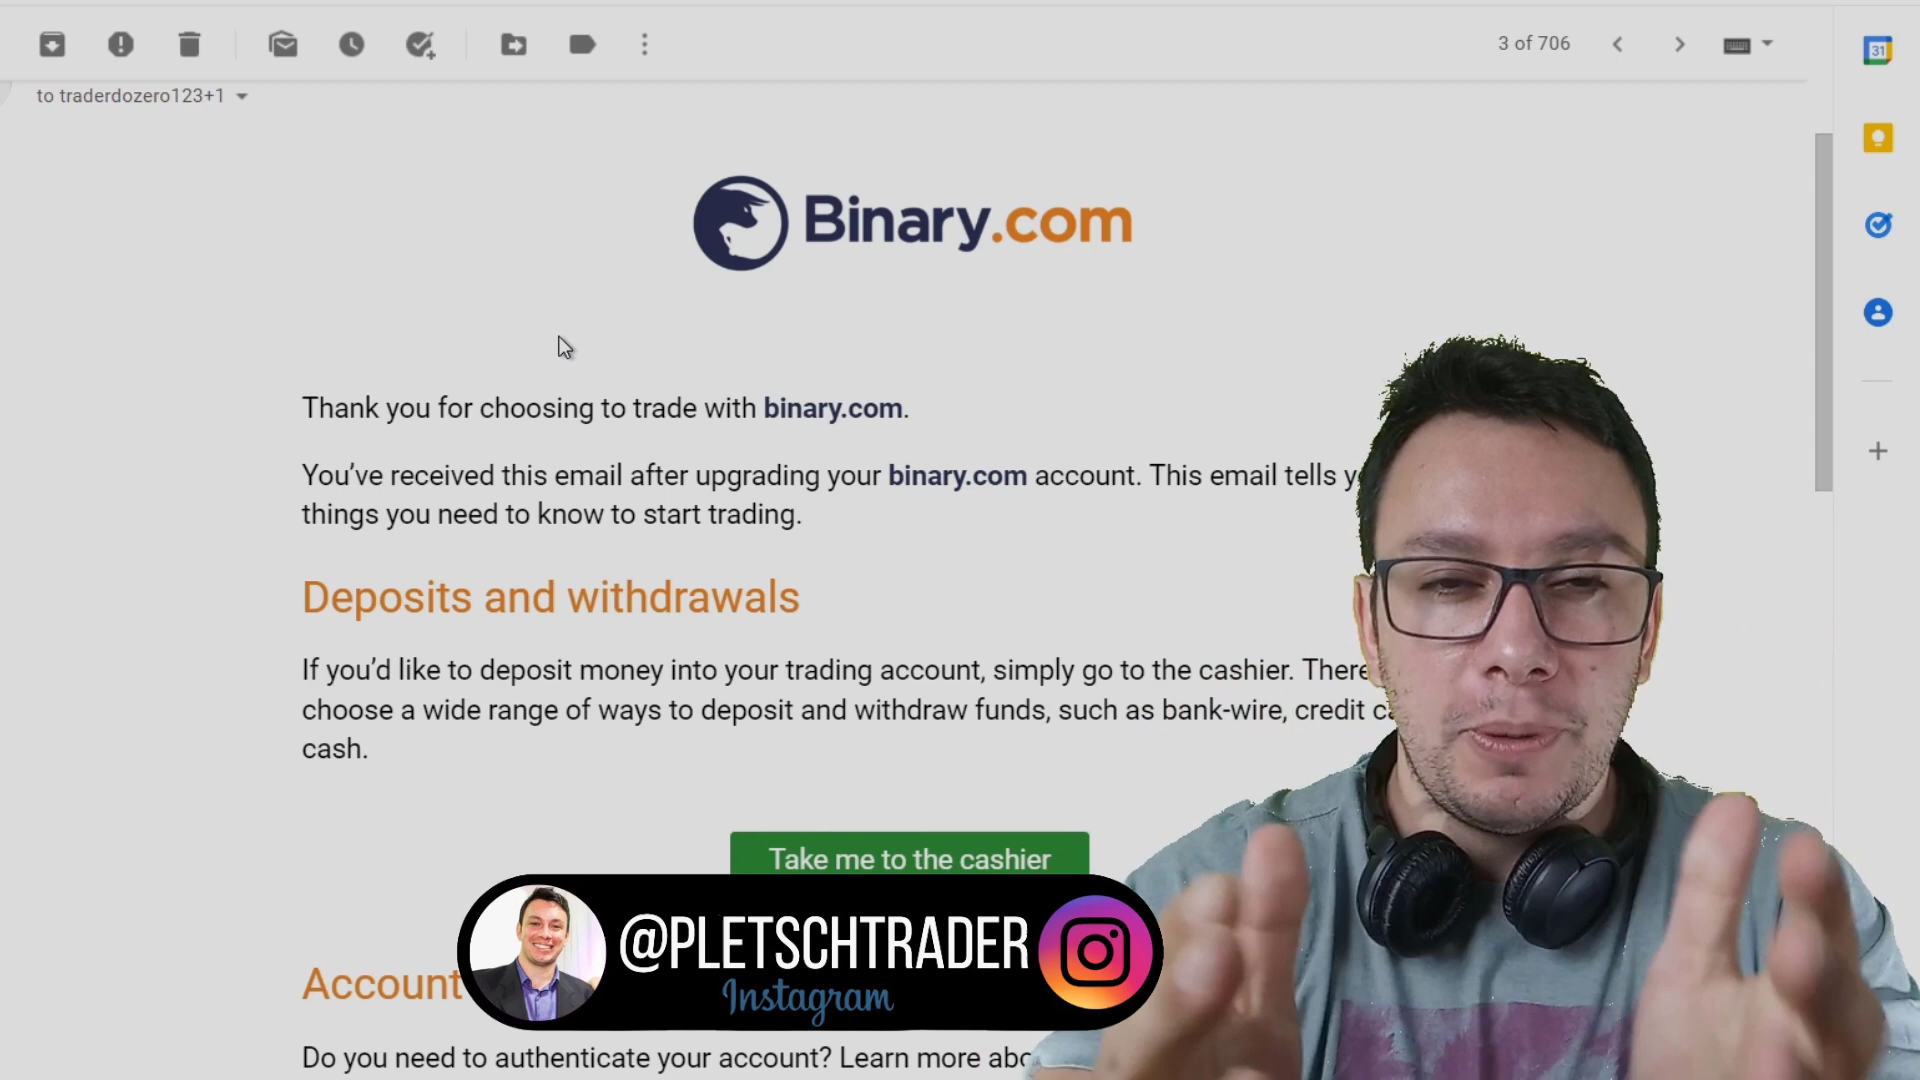 3 of 706
31
to traderdozero123+1
Binary.com
Thank you for choosing to trade with binary.com.
You’ve received this email after upgrading your binary.com account. This email tells
things you need to know to start trading.
Deposits and withdrawals
If you’d like to deposit money into your trading account, simply go to the cashier. There
choose a wide range of ways to deposit and withdraw funds, such as bank-wire, credit
cash.
Take me to the cashier
@PLETSCHTRADER
Instagram
Account
Do you need to authenticate your account? Learn more